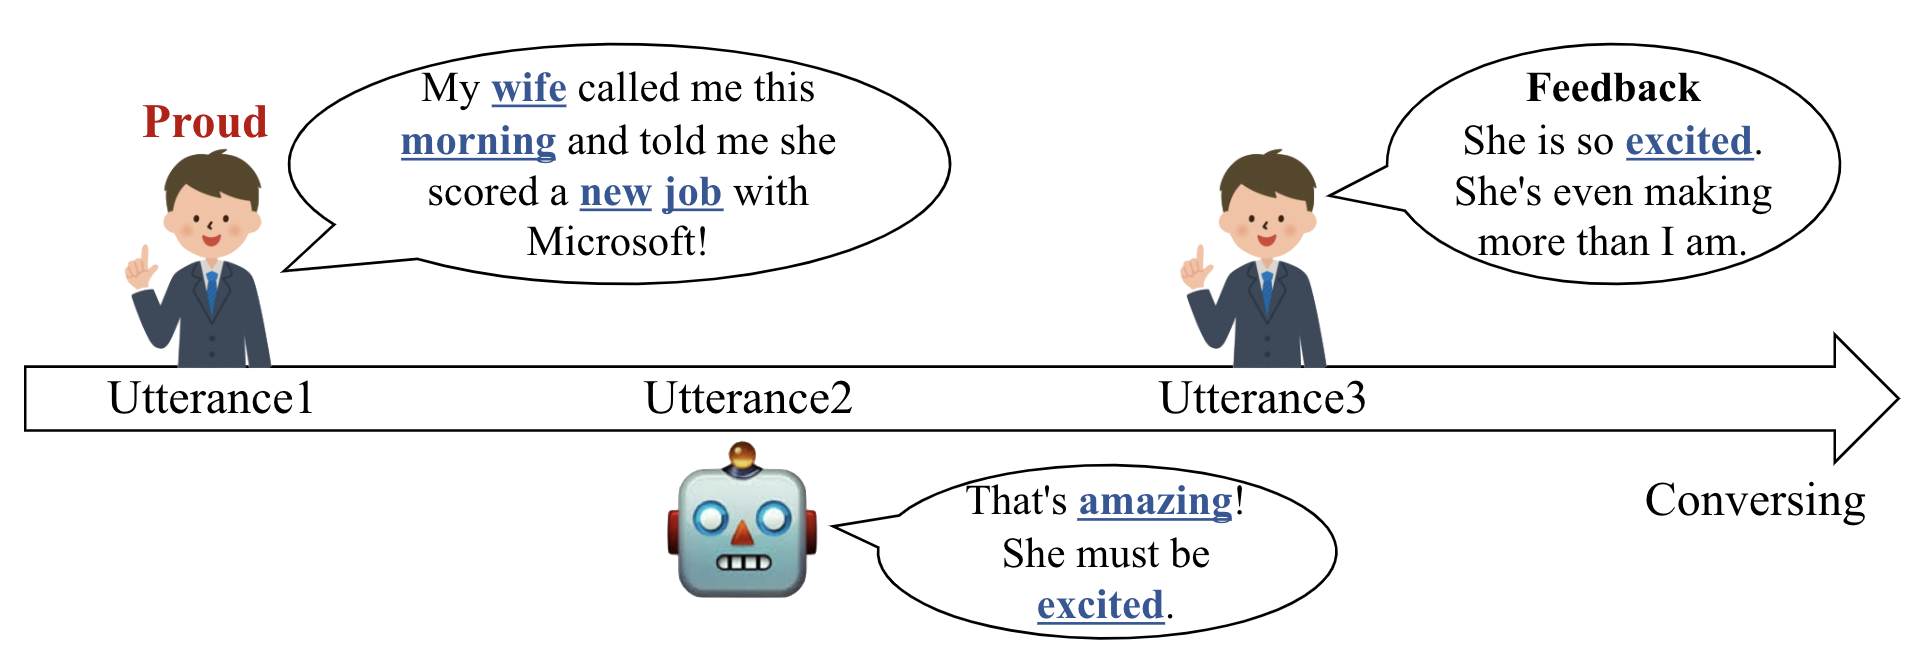 Proud
My wife called me this
morning and told me she
scored a new job with
Microsoft!
Feedback
She is so excited.
She's even making
more than I am.
Utterance1
Utterance2
Utterance3
That's amazing!
She must be
excited.
Conversing